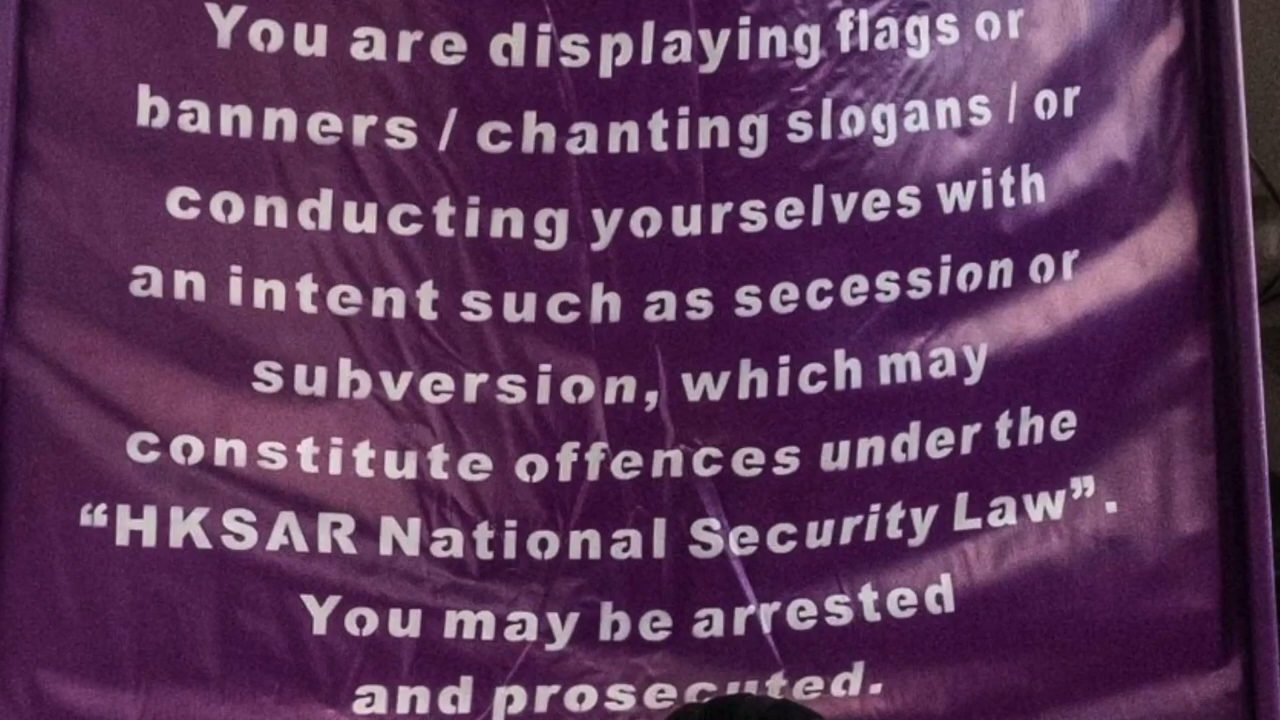 You are displaying flags or
banners / chanting slogans / or
conducting yourselves with
an intent such as secession or
subversion, which may
constitute offences under the
“HKSAR National Security Law”.
You may be arrested
and prosecuted.